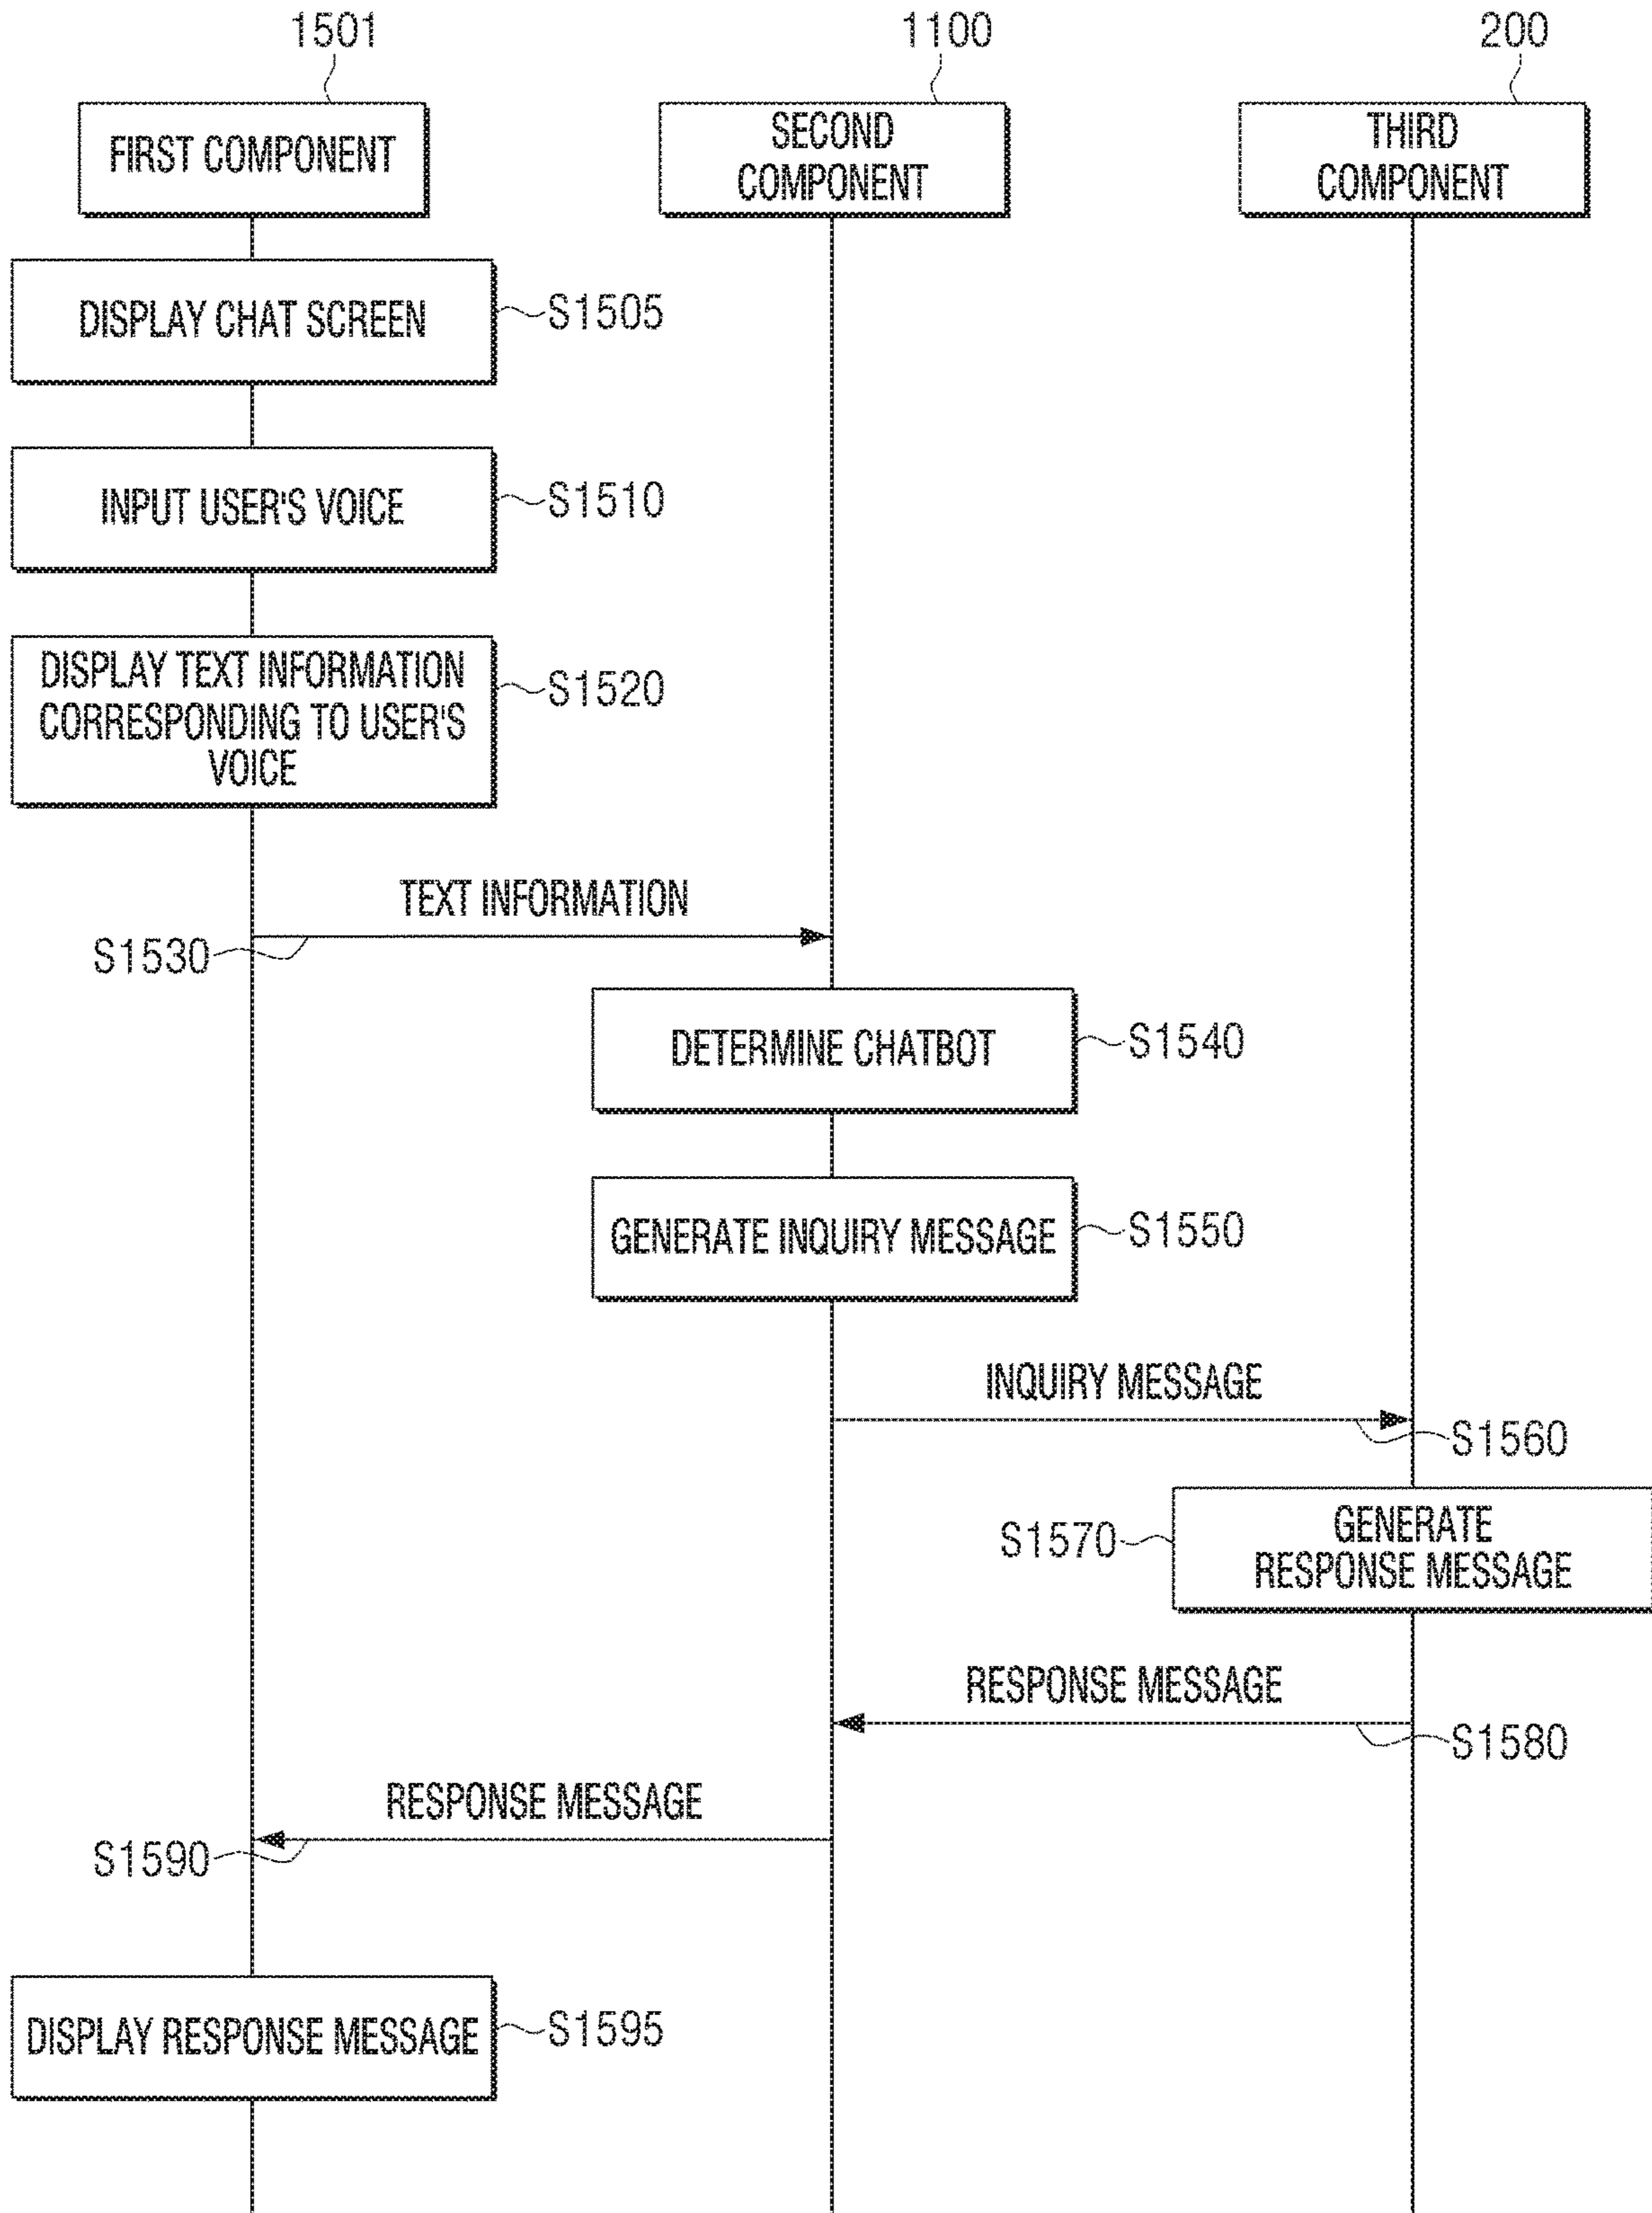 1501
1100
200
FIRST COMPONENT
SECOND
COMPONENT
THIRD
COMPONENT
DISPLAY CHAT SCREEN
S1505
INPUT USER'S VOICE
S1510
DISPLAY TEXT INFORMATION
CORRESPONDING TO USER'S
VOICE
S1520
TEXT INFORMATION
S1530
DETERMINE CHATBOT
S1540
GENERATE INQUIRY MESSAGE
S1550
INQUIRY MESSAGE
S1560
S1570
GENERATE
RESPONSE MESSAGE
RESPONSE MESSAGE
S1580
RESPONSE MESSAGE
S1590
DISPLAY RESPONSE MESSAGE
S1595